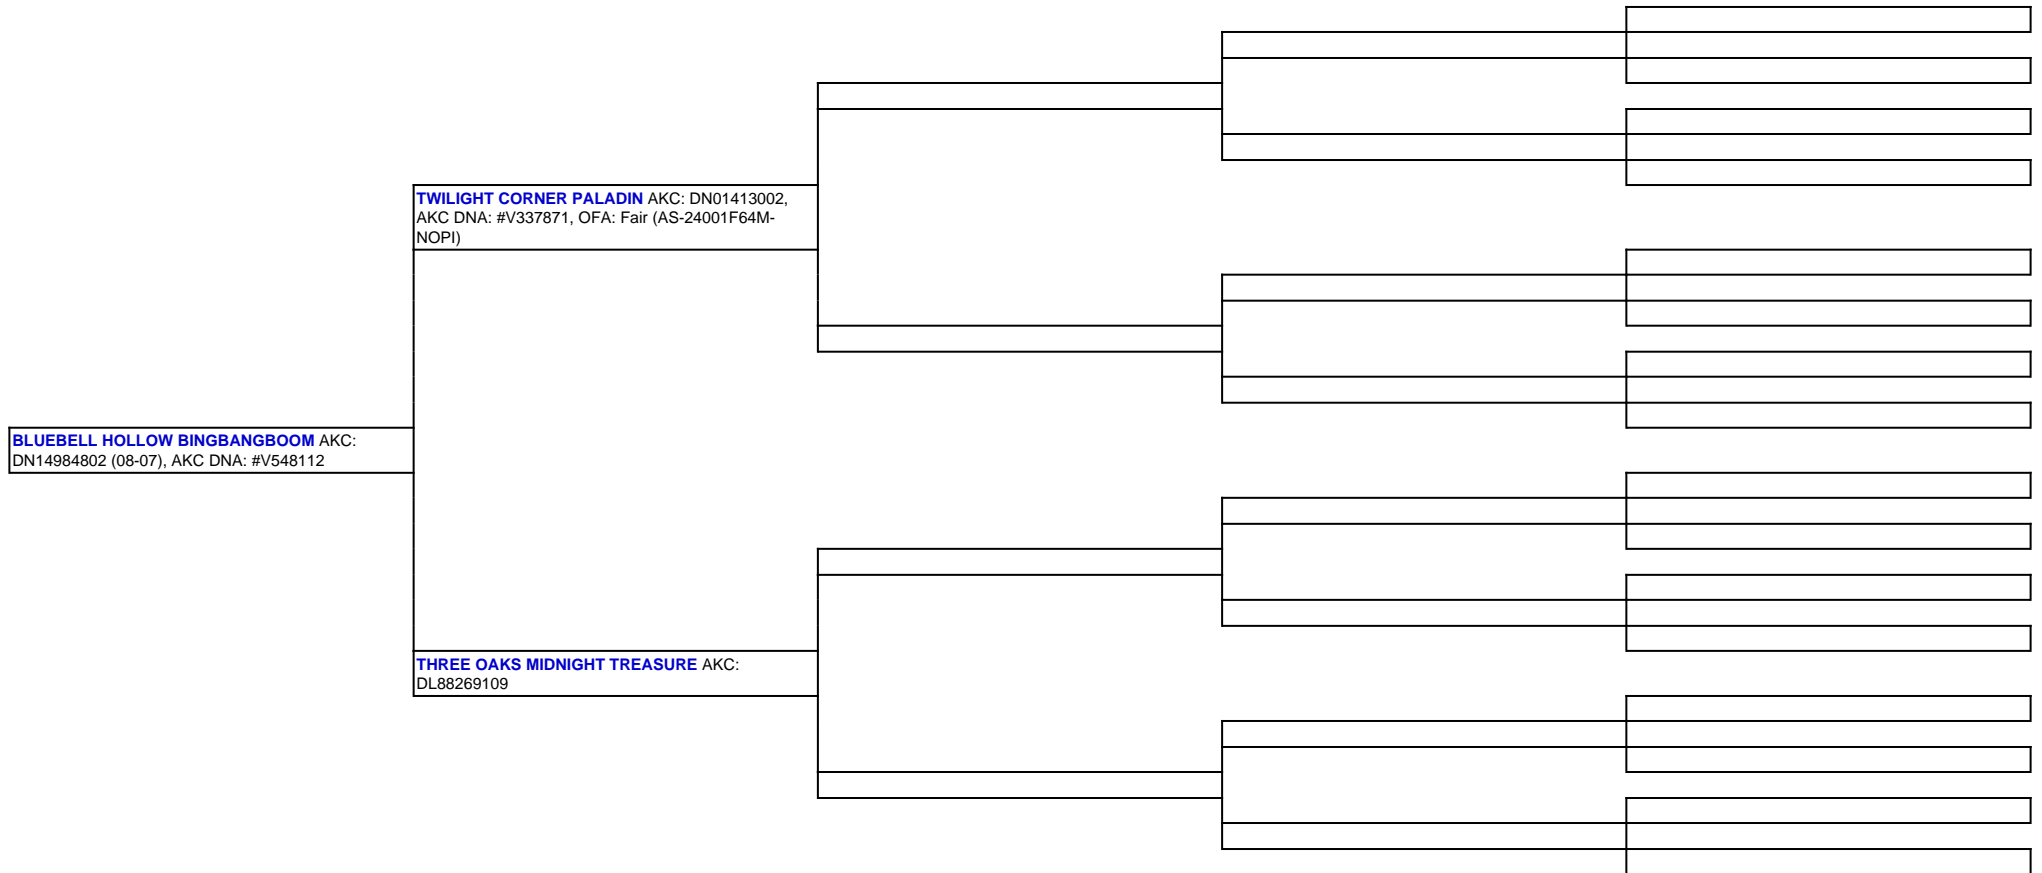 TWILIGHT CORNER PALADIN AKC: DN01413002,
AKC DNA: #V337871, OFA: Fair (AS-24001F64M-
NOPI)
BLUEBELL HOLLOW BINGBANGBOOM AKC:
DN14984802 (08-07), AKC DNA: #V548112
THREE OAKS MIDNIGHT TREASURE AKC:
DL88269109